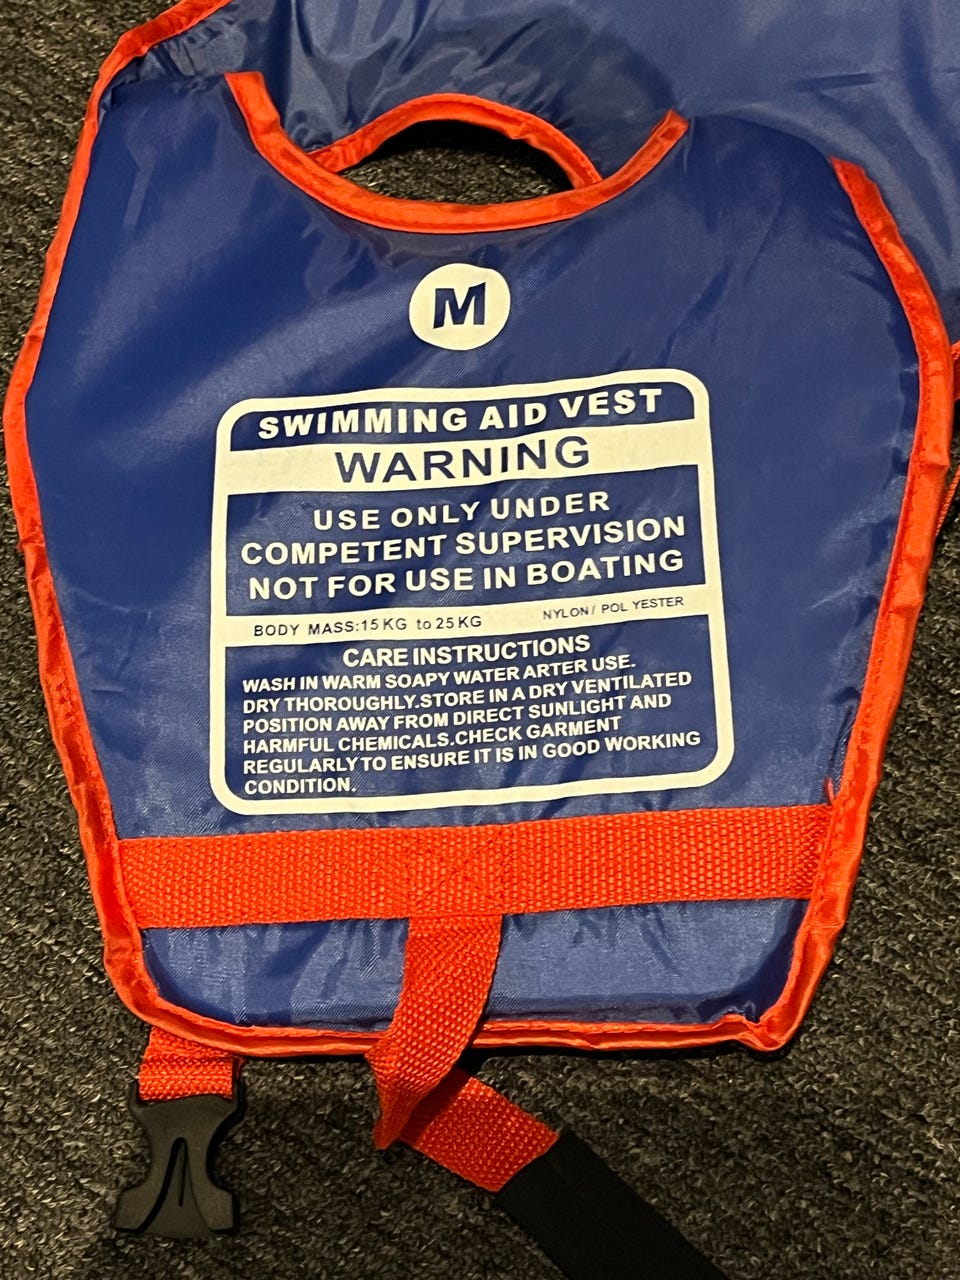 M
SWIMMING AID VEST
WARNING
USE ONLY UNDER
COMPETENT SUPERVISION
NOT FOR USE IN BOATING
BODY MASS:15 KG to 25 KG NYLON/ POL YESTER
CARE INSTRUCTIONS
WASH IN WARM SOAPY WATER ARTER USE.
DRY THOROUGHLY.STORE IN A DRY VENTILATED
POSITION AWAY FROM DIRECT SUNLIGHT AND
HARMFUL CHEMICALS.CHECK GARMENT
REGULARLY TO ENSURE IT IS IN GOOD WORKING
CONDITION.